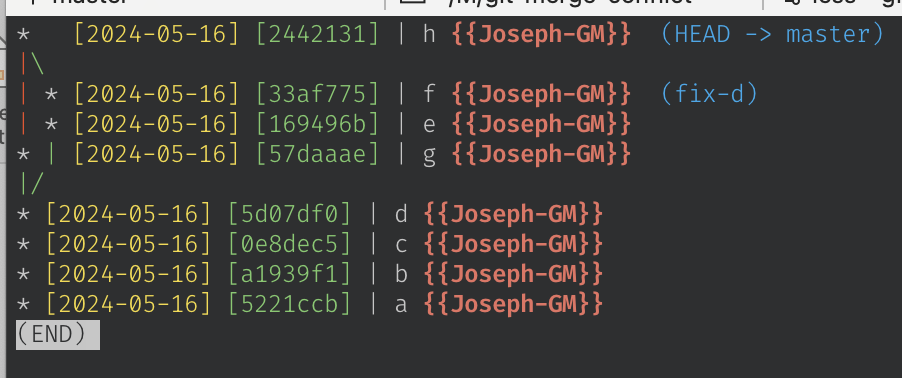 master /M/git-merge-conflict less
* [2024-05-16] [2442131] | h {{Joseph-GM}} (HEAD -> master)
|\
| * [2024-05-16] [33af775] | f {{Joseph-GM}} (fix-d)
| * [2024-05-16] [169496b] | e {{Joseph-GM}}
* | [2024-05-16] [57daaae] | g {{Joseph-GM}}
|/
* [2024-05-16] [5d07df0] | d {{Joseph-GM}}
* [2024-05-16] [0e8dec5] | c {{Joseph-GM}}
* [2024-05-16] [a1939f1] | b {{Joseph-GM}}
* [2024-05-16] [5221ccb] | a {{Joseph-GM}}
(END)